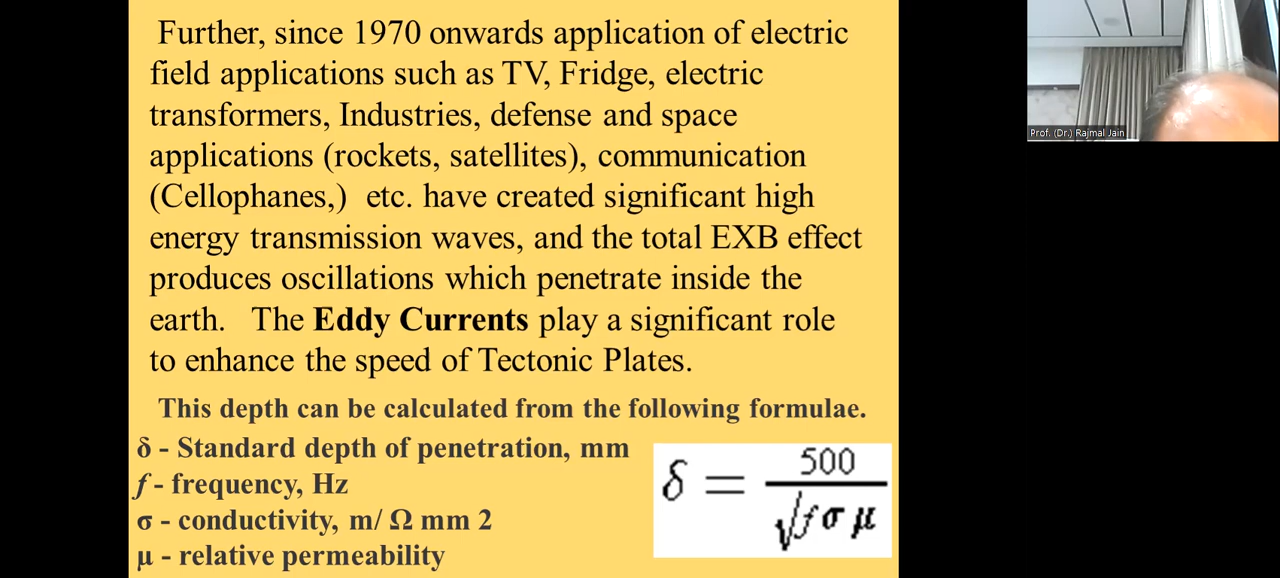 Further, since 1970 onwards application of electric
field applications such as TV, Fridge, electric
transformers, Industries, defense and space
applications (rockets, satellites), communication
(Cellophanes,) etc. have created significant high
energy transmission waves, and the total EXB effect
produces oscillations which penetrate inside the
earth. The Eddy Currents play a significant role
to enhance the speed of Tectonic Plates.
This depth can be calculated from the following formulae.
δ - Standard depth of penetration, mm
f - frequency, Hz
σ - conductivity, m/ Ω mm 2
μ - relative permeability
δ = 500 / √f σ μ
Prof. (Dr.) Rajmal Jain